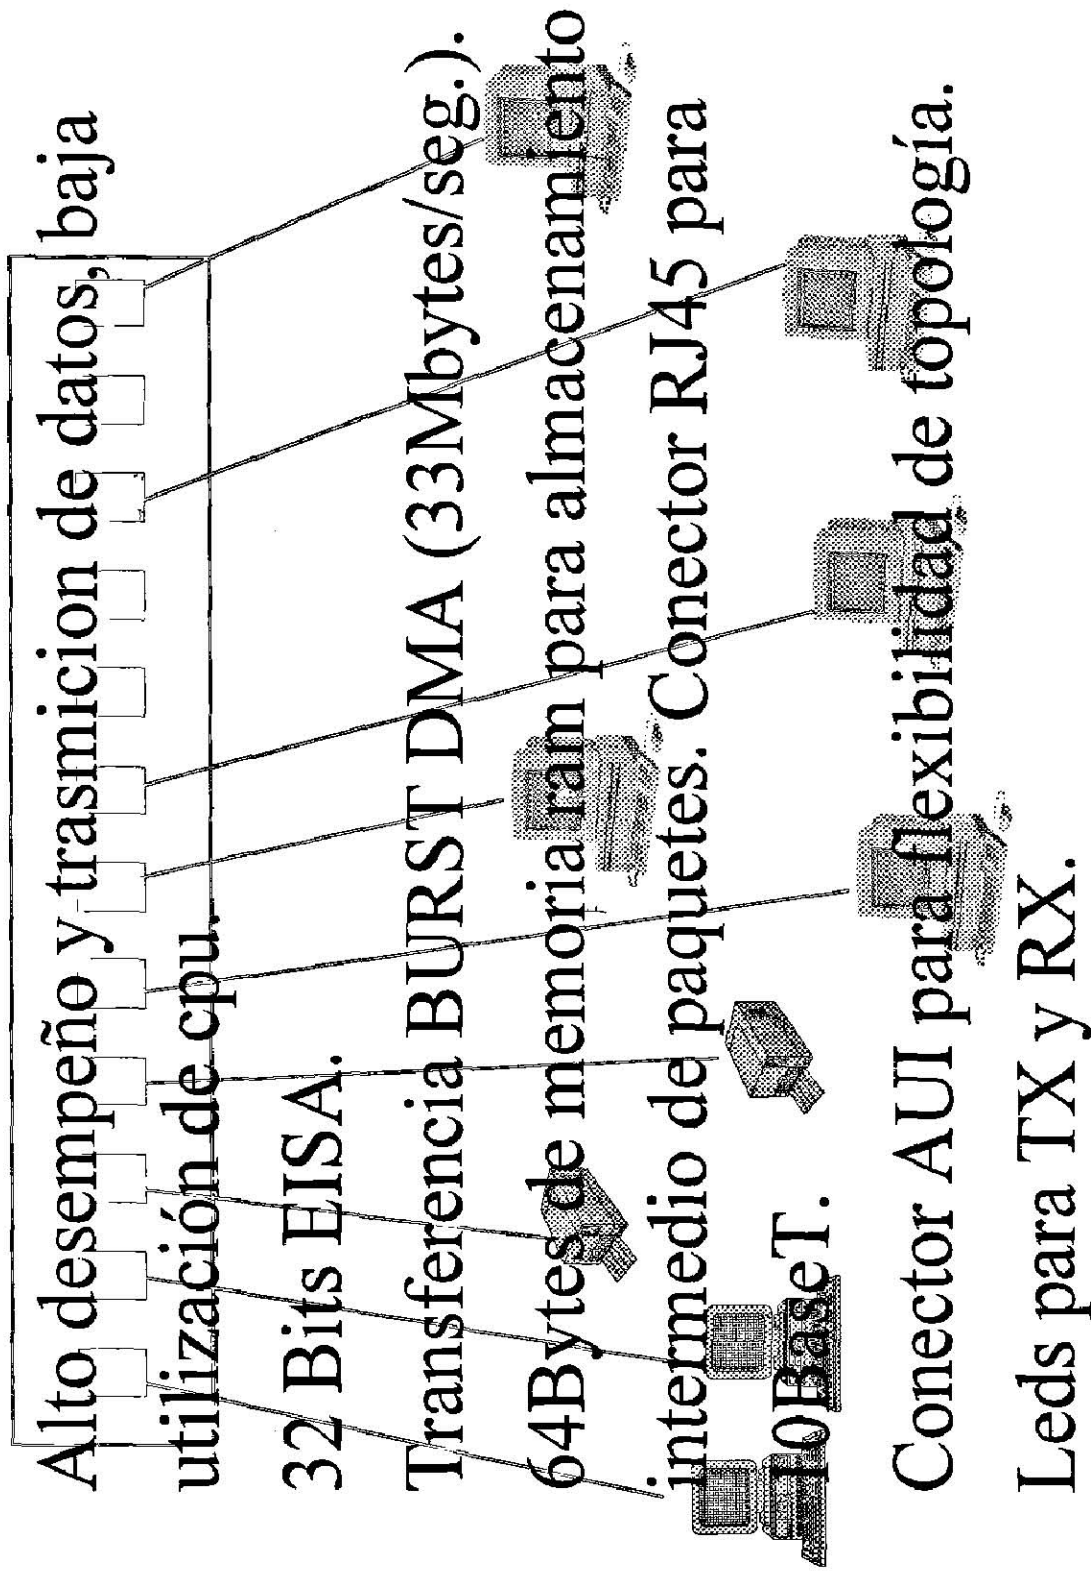 Alto desempeño y trasmicion de datos, baja
utilización de cpu.
32 Bits EISA.
Transferencia BURST DMA (33Mbytes/seg.).
64Bytes de memoria ram para almacenamiento
intermedio de paquetes. Conector RJ45 para
10BaseT.
Conector AUI para flexibilidad de topología.
Leds para TX y RX.